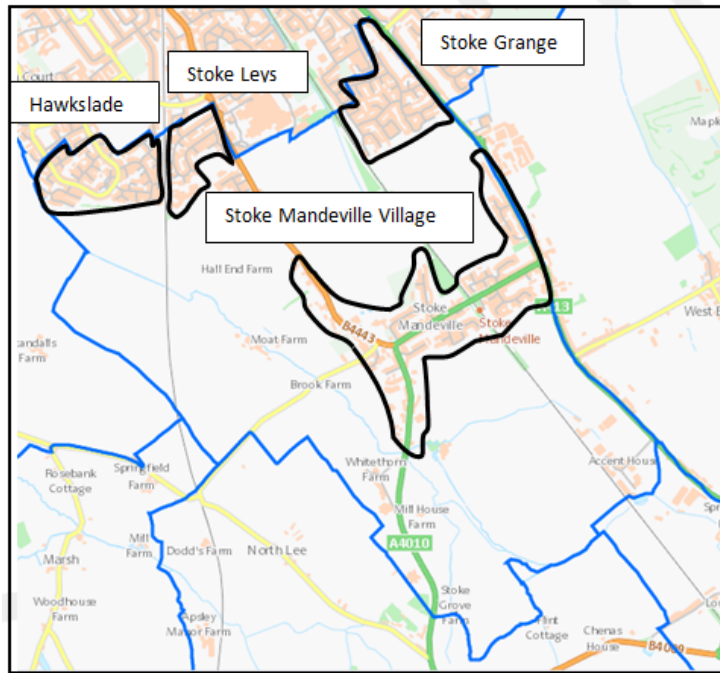 Stoke Grange
Stoke Leys
Court
Hawkslade
Stoke Mandeville Village
Hall End Farm
Stoke
Mandeville
Stoke
Mandeville
B4443
West
Moat Farm
Brook Farm
Whitethorn
Farm
Accent House
Rosebank
Cottage
Springfield
Farm
Mill House
Farm
Mill
Farm
Dodd's Farm
North Lee
A4010
Marsh
Woodhouse
Farm
Apsley
Manor Farm
Stoke
Grove
Farm
Cottage
Chenas
House